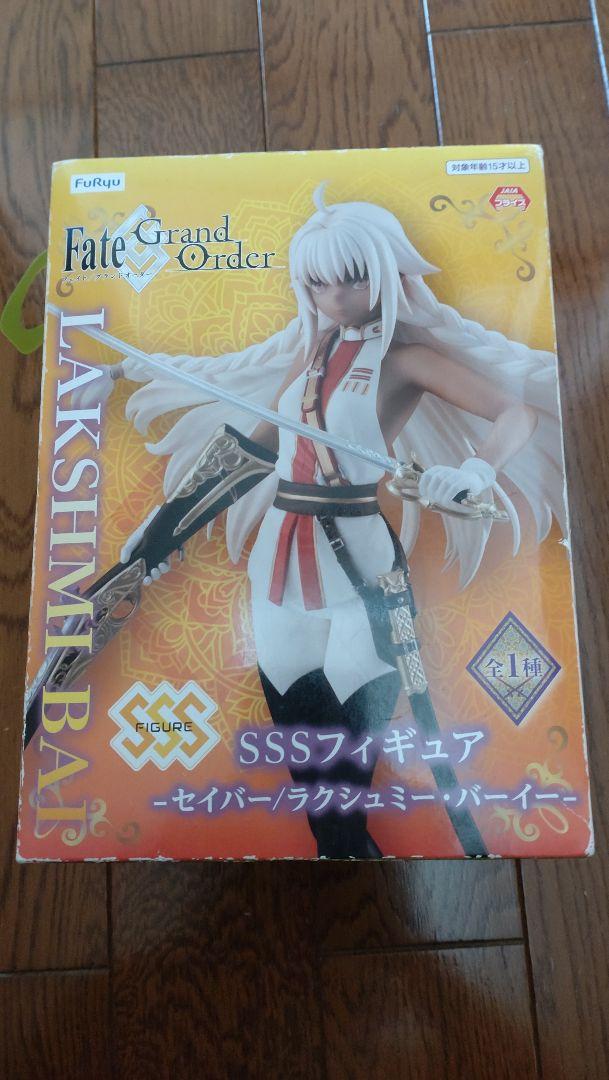 FuRyu
対象年齢15才以上
JAIA
プライズ
Fate
Grand
Order
フェイト/グランドオーダー
LAKSHMI BAI
全1種
SSS
FIGURE
SSSフィギュア
-セイバー/ラクシュミー・バーイー-